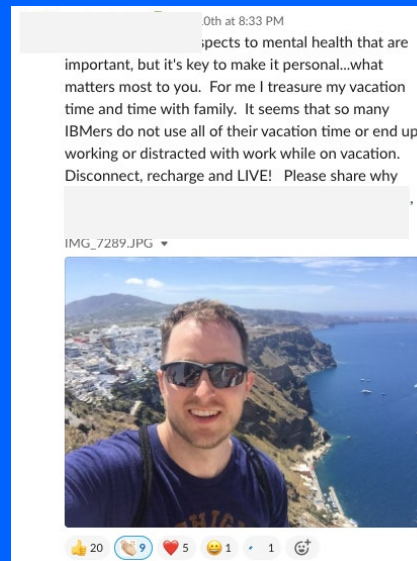 .0th at 8:33 PM
spects to mental health that are
important, but it's key to make it personal...what
matters most to you.  For me I treasure my vacation
time and time with family.  It seems that so many
IBMers do not use all of their vacation time or end up
working or distracted with work while on vacation.
Disconnect, recharge and LIVE!   Please share why
,
IMG_7289.JPG
20 9 5 1 1